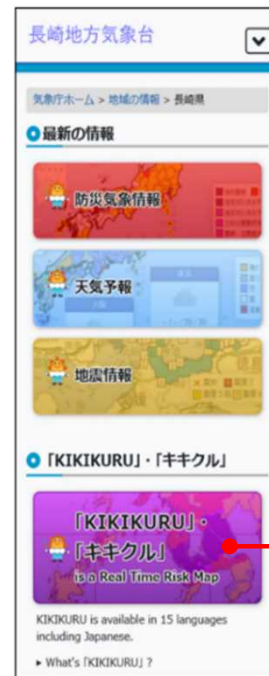 長崎地方気象台
気象庁ホーム > 地域の情報 > 長崎県
最新の情報
防災気象情報
天気予報
地震情報
「KIKIKURU」・「キキクル」
「KIKIKURU」・
「キキクル」
is a Real Time Risk Map
KIKIKURU is available in 15 languages
including Japanese.
▸ What's「KIKIKURU」?